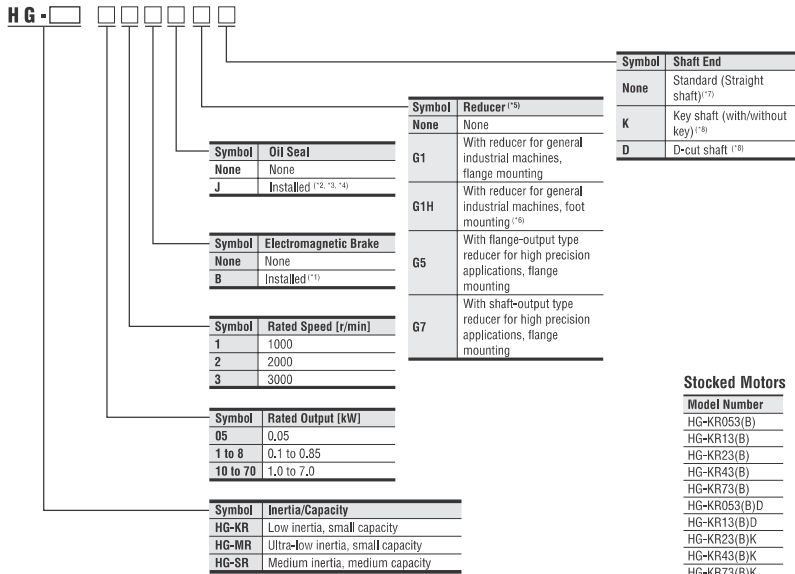 HG-
Symbol Shaft End
None Standard (Straight
shaft)(*7)
K Key shaft (with/without
key)(*8)
D D-cut shaft (*8)
Symbol Reducer (*5)
None None
G1 With reducer for general
industrial machines,
flange mounting
G1H With reducer for general
industrial machines, foot
mounting (*6)
G5 With flange-output type
reducer for high precision
applications, flange
mounting
G7 With shaft-output type
reducer for high precision
applications, flange
mounting
Symbol Oil Seal
None None
J Installed (*2, *3, *4)
Symbol Electromagnetic Brake
None None
B Installed(*1)
Symbol Rated Speed [r/min]
1 1000
2 2000
3 3000
Symbol Rated Output [kW]
05 0.05
1 to 8 0.1 to 0.85
10 to 70 1.0 to 7.0
Symbol Inertia/Capacity
HG-KR Low inertia, small capacity
HG-MR Ultra-low inertia, small capacity
HG-SR Medium inertia, medium capacity
Stocked Motors
Model Number
HG-KR053(B)
HG-KR13(B)
HG-KR23(B)
HG-KR43(B)
HG-KR73(B)
HG-KR053(B)D
HG-KR13(B)D
HG-KR23(B)K
HG-KR43(B)K
HG-KR73(B)K